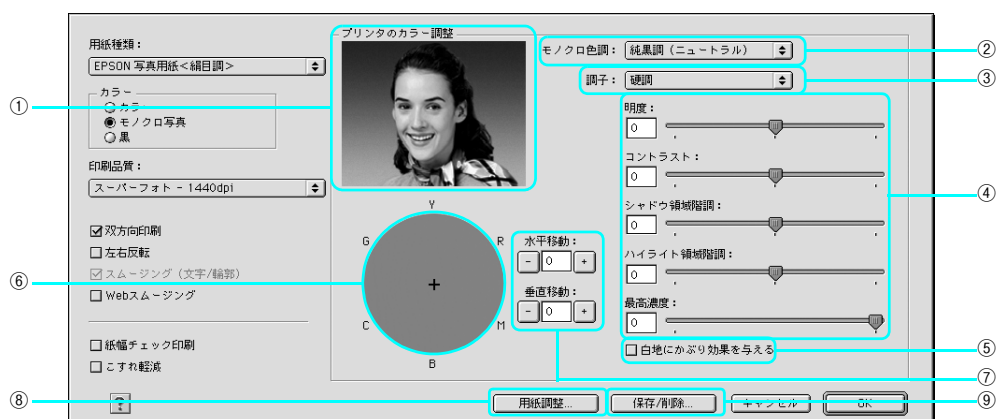 用紙種類：
EPSON 写真用紙＜絹目調＞
カラー
カラー
モノクロ写真
黒
印刷品質：
スーパーフォト - 1440dpi
双方向印刷
左右反転
スムージング（文字/輪郭）
Webスムージング
紙幅チェック印刷
こすれ軽減
?
①
プリンタのカラー調整
Y
G
R
C
M
B
⑥
水平移動：
- 0 +
垂直移動：
- 0 +
モノクロ色調： 純黒調（ニュートラル）
②
調子： 硬調
③
明度：
0
コントラスト：
0
シャドウ領域階調：
0
ハイライト領域階調：
0
最高濃度：
0
④
白地にかぶり効果を与える
⑤
⑦
⑧
用紙調整...
保存/削除...
キャンセル
OK
⑨